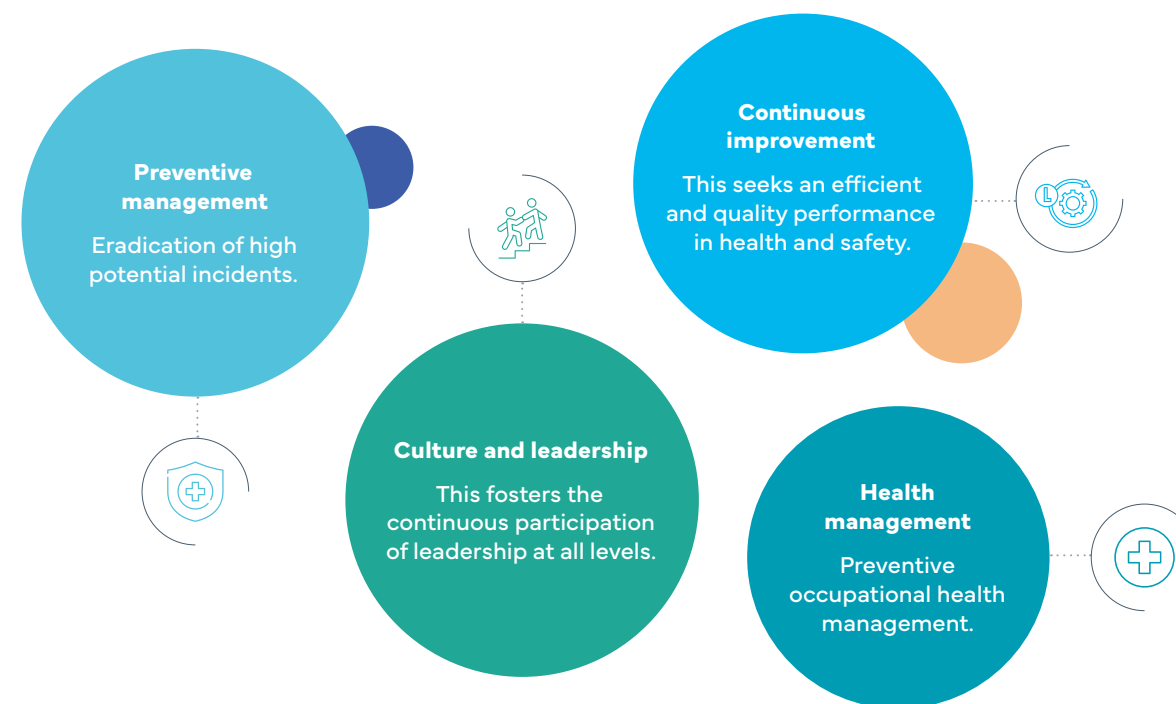 Preventive
management
Eradication of high
potential incidents.
Culture and leadership
This fosters the
continuous participation
of leadership at all levels.
Continuous
improvement
This seeks an efficient
and quality performance
in health and safety.
Health
management
Preventive
occupational health
management.